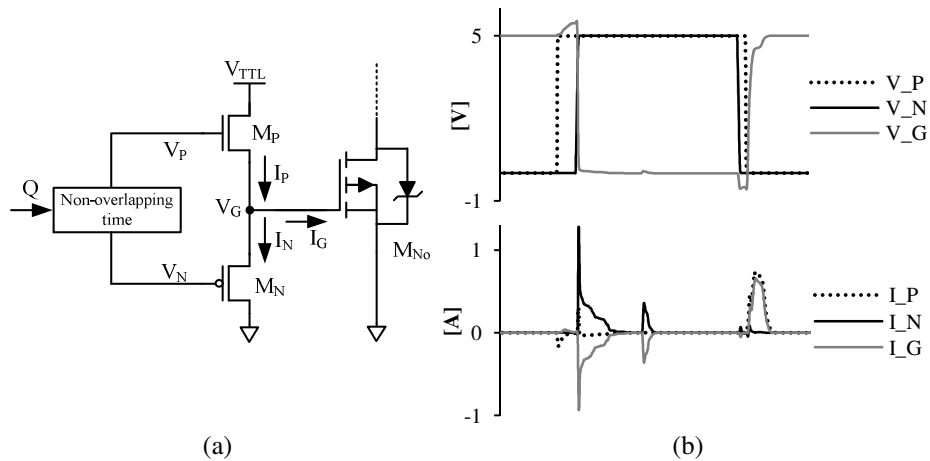 V_TTL
M_P
V_P
I_P
Q
Non-overlapping
time
V_G
I_N
I_G
M_No
V_N
M_N
(a)
5
[V]
-1
V_P
V_N
V_G
1
[A]
0
-1
I_P
I_N
I_G
(b)